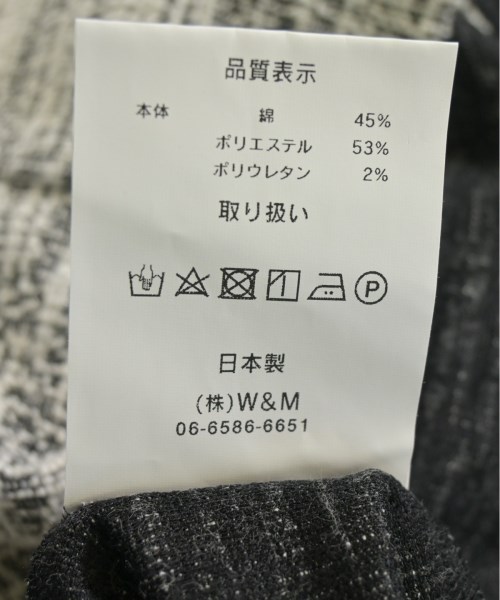 品質表示
本体 綿 45%
ポリエステル 53%
ポリウレタン 2%
取り扱い
P
日本製
(株)W&M
06-6586-6651